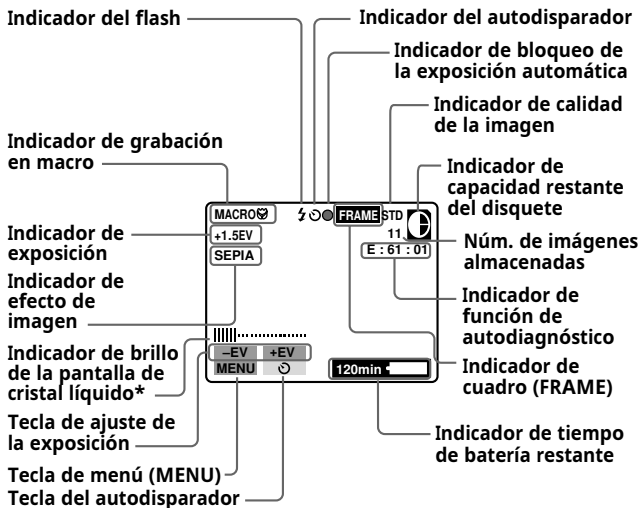 Indicador del flash
Indicador del autodisparador
Indicador de bloqueo de
la exposición automática
Indicador de calidad
de la imagen
Indicador de grabación
en macro
Indicador de
capacidad restante
del disquete
Indicador de
exposición
Núm. de imágenes
almacenadas
Indicador de
efecto de
imagen
Indicador de
función de
autodiagnóstico
Indicador de brillo
de la pantalla de
cristal líquido*
Indicador de
cuadro (FRAME)
Tecla de ajuste de
la exposición
Indicador de tiempo
de batería restante
Tecla de menú (MENU)
Tecla del autodisparador
MACRO FRAME STD
+1.5EV 11
SEPIA E : 61 : 01
–EV +EV
MENU 120min